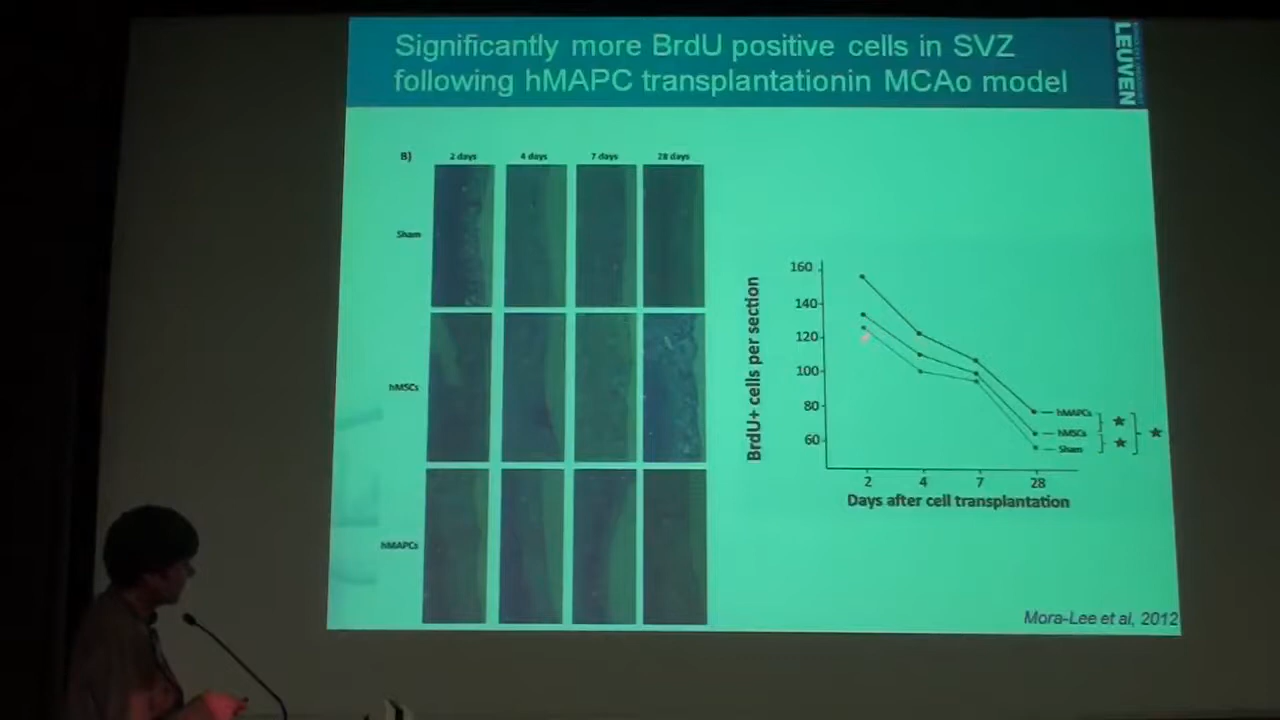 Significantly more BrdU positive cells in SVZ
following hMAPC transplantationin MCAo model
LEUVEN
B)
2 days
4 days
7 days
28 days
Sham
hMSCs
hMAPCs
BrdU+ cells per section
160
140
120
100
80
60
hMAPCs
hMSCs
Sham
2
4
7
28
Days after cell transplantation
Mora-Lee et al, 2012